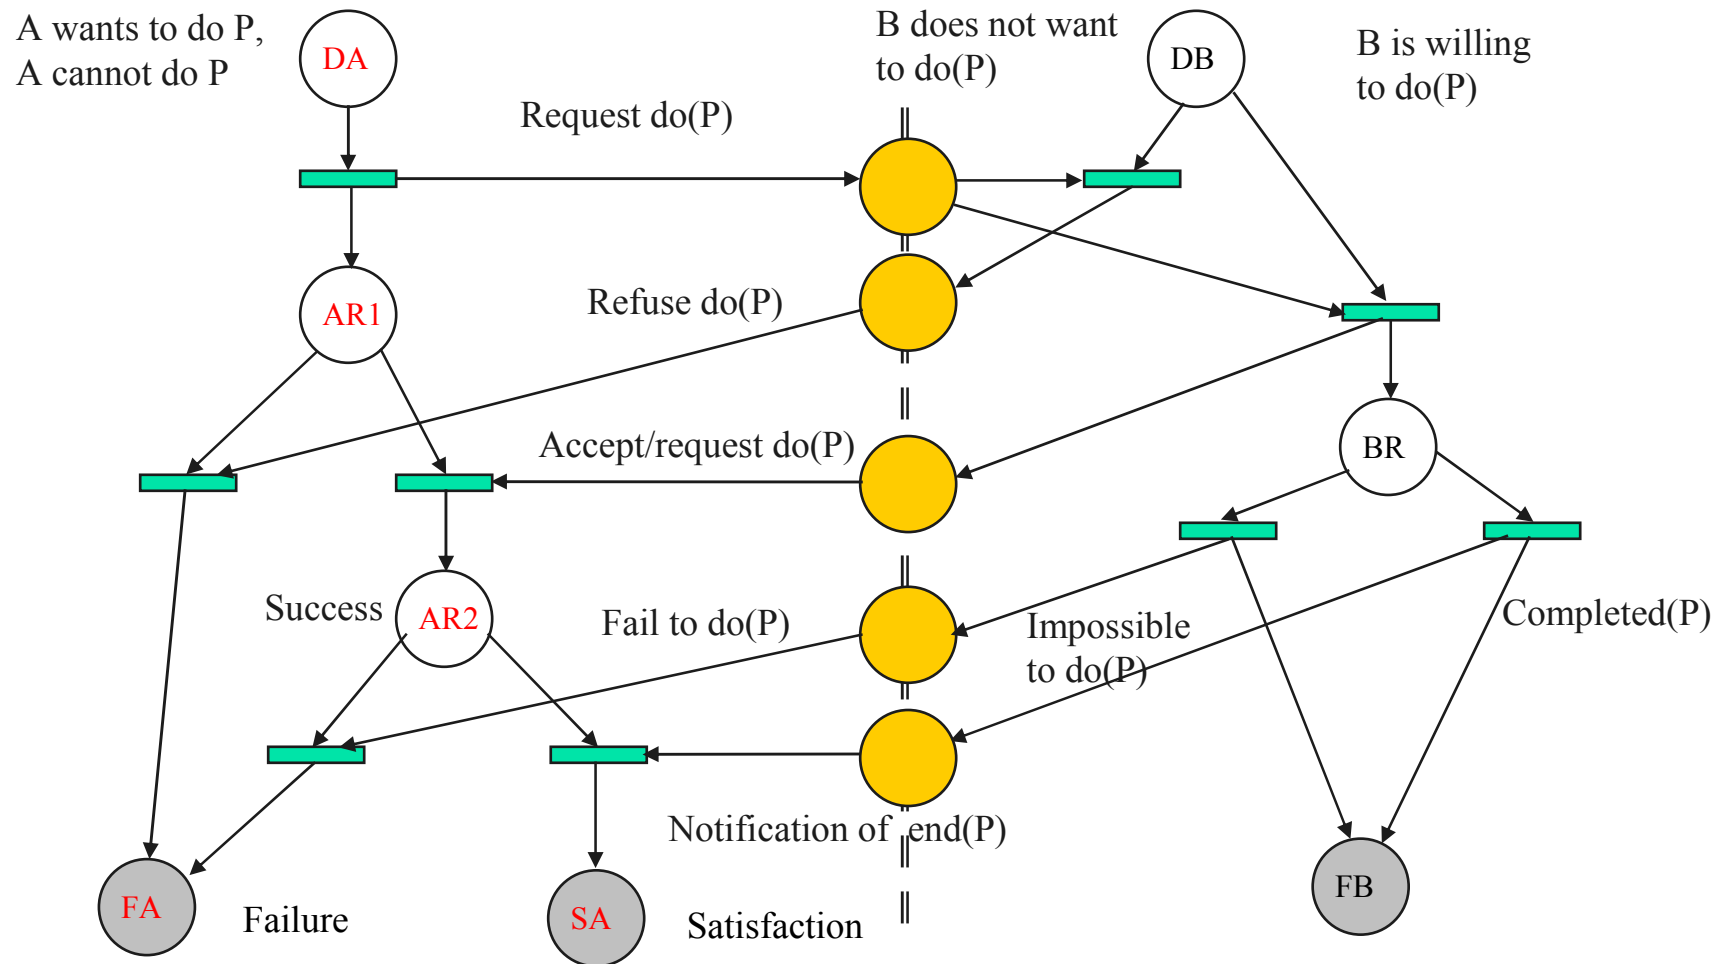 A wants to do P,
A cannot do P
DA
B does not want
to do(P)
DB
B is willing
to do(P)
Request do(P)
AR1
Refuse do(P)
Accept/request do(P)
BR
Success
AR2
Fail to do(P)
Impossible
to do(P)
Completed(P)
Notification of end(P)
FA
Failure
SA
Satisfaction
FB